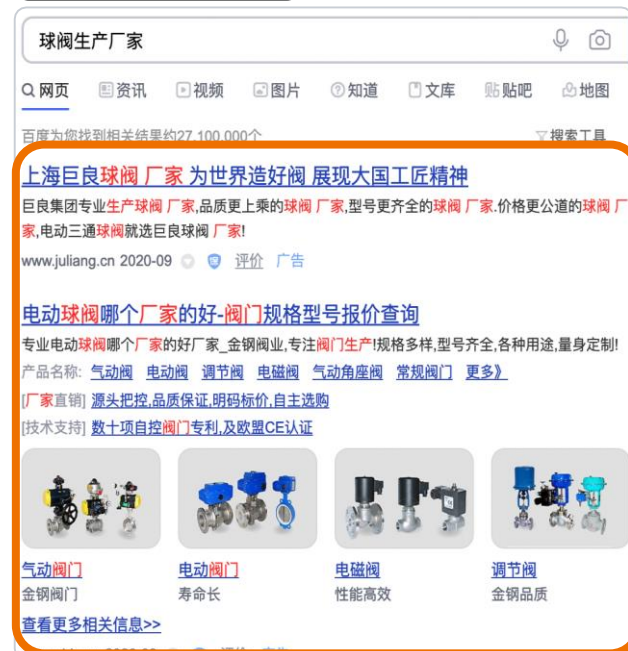 球阀生产厂家
网页 资讯 视频 图片 知道 文库 贴吧 地图
百度为您找到相关结果约27,100,000个 搜索工具
上海巨良球阀 厂家 为世界造好阀 展现大国工匠精神
巨良集团专业生产球阀 厂家,品质更上乘的球阀 厂家,型号更齐全的球阀 厂家.价格更公道的球阀 厂
家,电动三通球阀就选巨良球阀 厂家!
www.juliang.cn 2020-09 评价 广告
电动球阀哪个厂家的好-阀门规格型号报价查询
专业电动球阀哪个厂家的好厂家_金钢阀业,专注阀门生产!规格多样,型号齐全,各种用途,量身定制!
产品名称: 气动阀 电动阀 调节阀 电磁阀 气动角座阀 常规阀门 更多》
[厂家直销] 源头把控,品质保证,明码标价,自主选购
[技术支持] 数十项自控阀门专利,及欧盟CE认证
气动阀门 电动阀门 电磁阀 调节阀
金钢阀门 寿命长 性能高效 金钢品质
查看更多相关信息>>